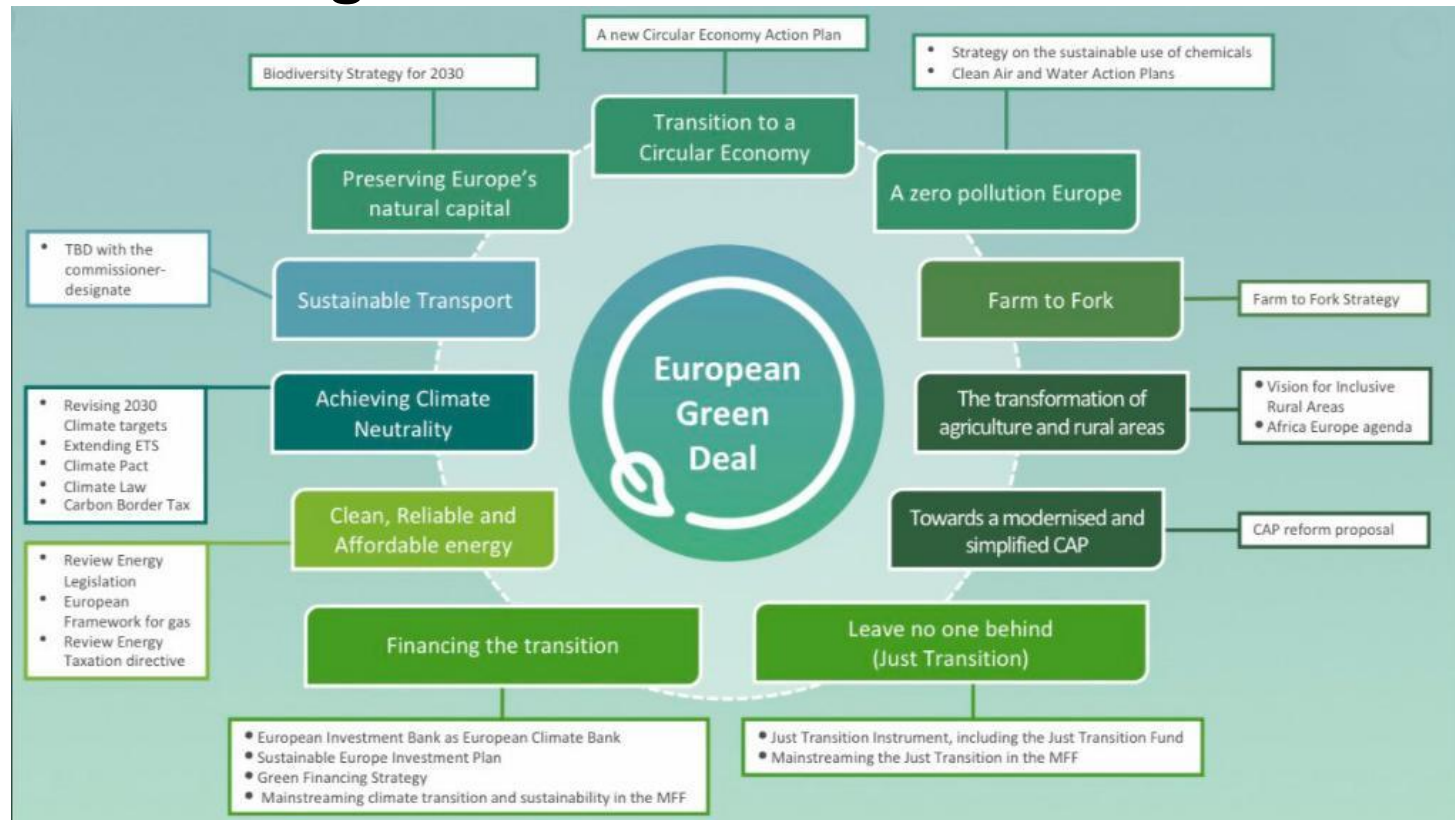 A new Circular Economy Action Plan
Biodiversity Strategy for 2030
• Strategy on the sustainable use of chemicals
• Clean Air and Water Action Plans
Transition to a
Circular Economy
Preserving Europe's
natural capital
A zero pollution Europe
• TBD with the
commissioner-
designate
Sustainable Transport
Farm to Fork
Farm to Fork Strategy
European
Green
Deal
• Revising 2030
Climate targets
• Extending ETS
• Climate Pact
• Climate Law
• Carbon Border Tax
Achieving Climate
Neutrality
The transformation of
agriculture and rural areas
• Vision for Inclusive
Rural Areas
• Africa Europe agenda
Clean, Reliable and
Affordable energy
Towards a modernised and
simplified CAP
CAP reform proposal
• Review Energy
Legislation
• European
Framework for gas
• Review Energy
Taxation directive
Financing the transition
Leave no one behind
(Just Transition)
• European Investment Bank as European Climate Bank
• Sustainable Europe Investment Plan
• Green Financing Strategy
• Mainstreaming climate transition and sustainability in the MFF
• Just Transition Instrument, including the Just Transition Fund
• Mainstreaming the Just Transition in the MFF